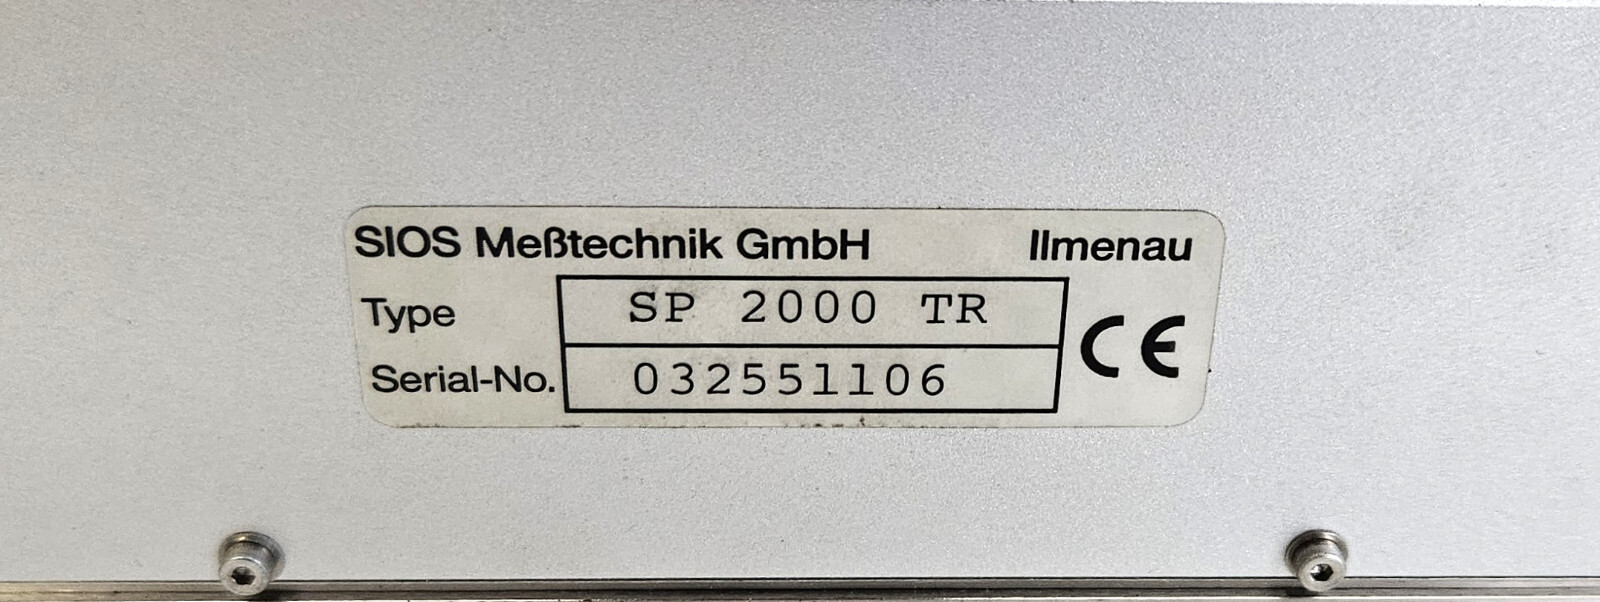 SIOS Meßtechnik GmbH Ilmenau
Type SP 2000 TR
Serial-No. 032551106
CE